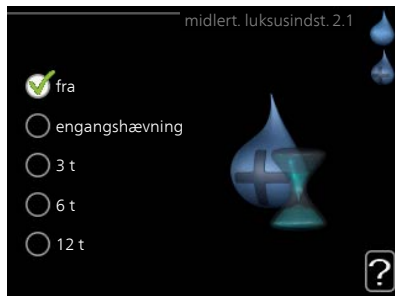 midlert. luksusindst. 2.1
fra
engangshævning
3 t
6 t
12 t
?